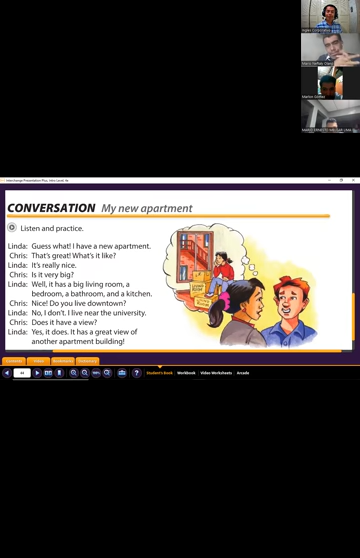 CONVERSATION My new apartment
Listen and practice.
Linda: Guess what! I have a new apartment.
Chris: That's great! What's it like?
Linda: It's really nice.
Chris: Is it very big?
Linda: Well, it has a big living room, a
bedroom, a bathroom, and a kitchen.
Chris: Nice! Do you live downtown?
Linda: No, I don't. I live near the university.
Chris: Does it have a view?
Linda: Yes, it does. It has a great view of
another apartment building!
Student's Book Workbook Video Worksheets Arcade